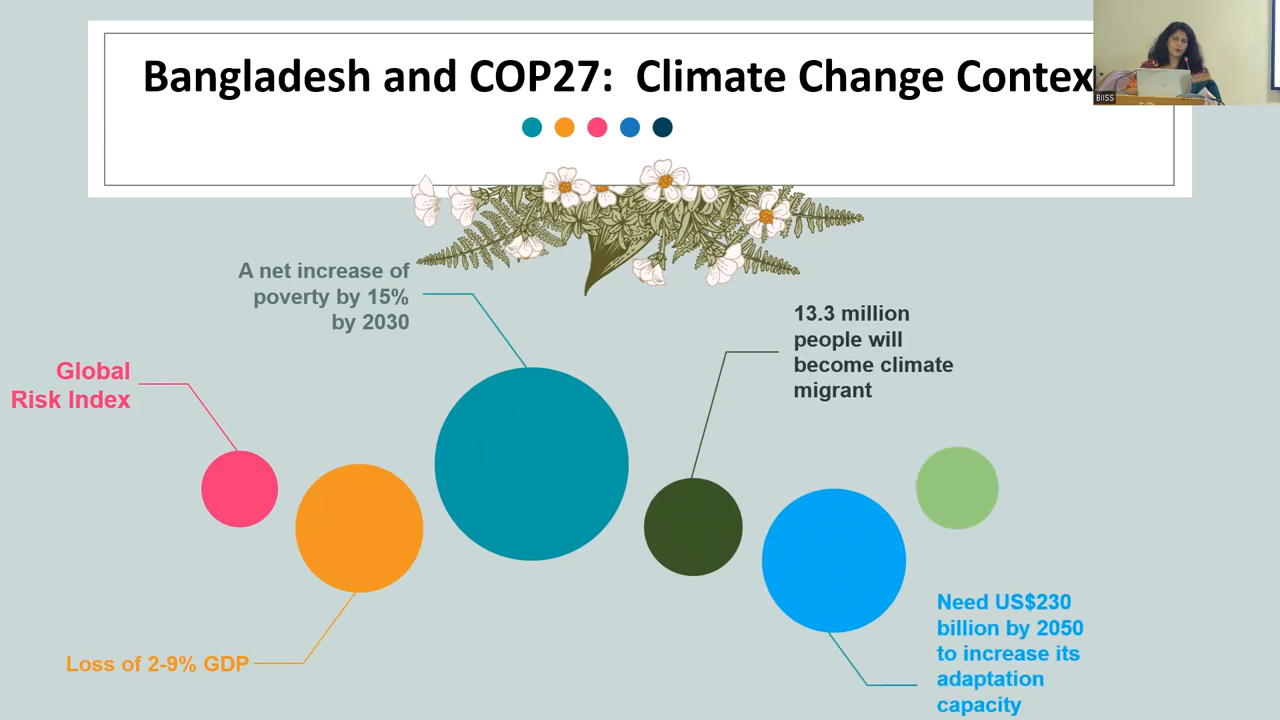 Bangladesh and COP27: Climate Change Contex
BIISS
A net increase of
poverty by 15%
by 2030
13.3 million
people will
become climate
migrant
Global
Risk Index
Loss of 2-9% GDP
Need US$230
billion by 2050
to increase its
adaptation
capacity